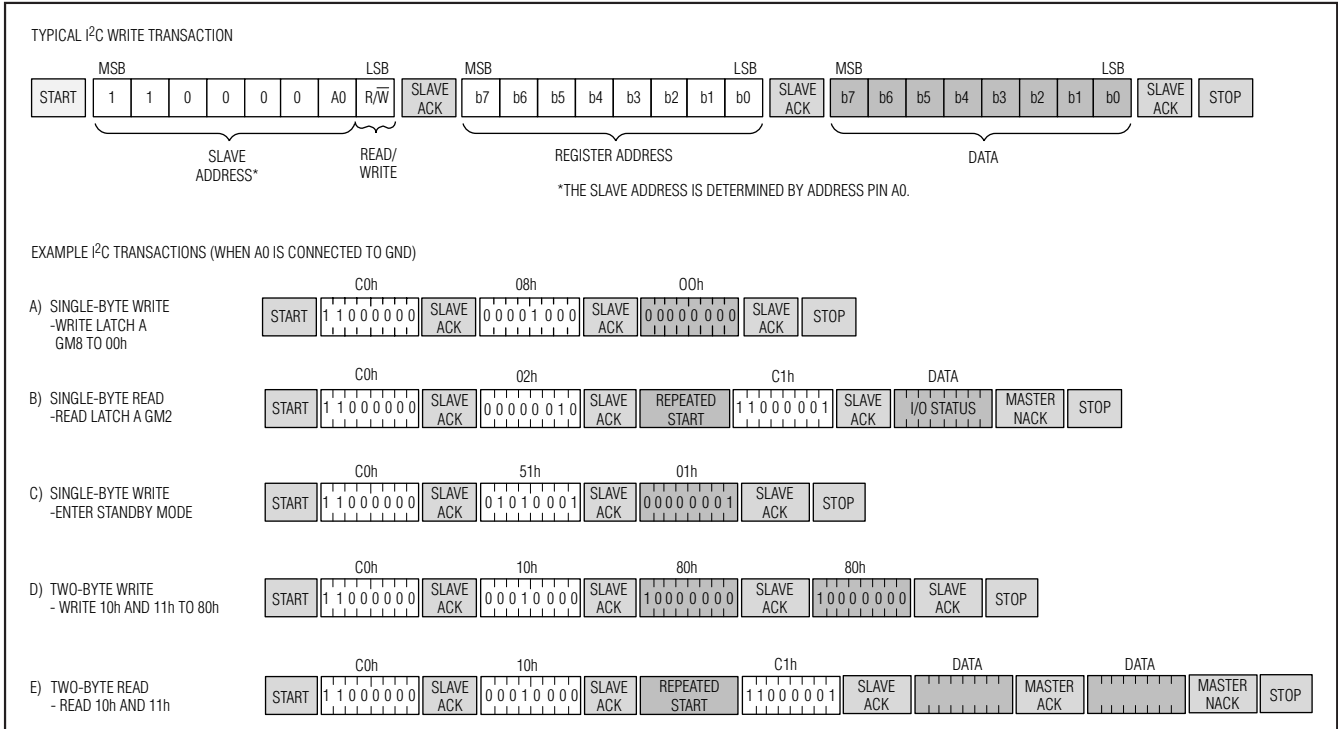 TYPICAL I2C WRITE TRANSACTION
MSB LSB MSB LSB MSB LSB
START 1 1 0 0 0 0 A0 R/W̅ SLAVE ACK b7 b6 b5 b4 b3 b2 b1 b0 SLAVE ACK b7 b6 b5 b4 b3 b2 b1 b0 SLAVE ACK STOP
SLAVE ADDRESS* READ/WRITE REGISTER ADDRESS DATA
*THE SLAVE ADDRESS IS DETERMINED BY ADDRESS PIN A0.
EXAMPLE I2C TRANSACTIONS (WHEN A0 IS CONNECTED TO GND)
C0h 08h OOh
A) SINGLE-BYTE WRITE
-WRITE LATCH A
GM8 TO 00h
START 1 1 0 0 0 0 0 0 SLAVE ACK 0 0 0 0 1 0 0 0 SLAVE ACK 0 0 0 0 0 0 0 0 SLAVE ACK STOP
C0h 02h C1h DATA
B) SINGLE-BYTE READ
-READ LATCH A GM2
START 1 1 0 0 0 0 0 0 SLAVE ACK 0 0 0 0 0 0 1 0 SLAVE ACK REPEATED START 1 1 0 0 0 0 0 1 SLAVE ACK I/O STATUS MASTER NACK STOP
C0h 51h 01h
C) SINGLE-BYTE WRITE
-ENTER STANDBY MODE
START 1 1 0 0 0 0 0 0 SLAVE ACK 0 1 0 1 0 0 0 1 SLAVE ACK 0 0 0 0 0 0 0 1 SLAVE ACK STOP
C0h 10h 80h 80h
D) TWO-BYTE WRITE
- WRITE 10h AND 11h TO 80h
START 1 1 0 0 0 0 0 0 SLAVE ACK 0 0 0 1 0 0 0 0 SLAVE ACK 1 0 0 0 0 0 0 0 SLAVE ACK 1 0 0 0 0 0 0 0 SLAVE ACK STOP
C0h 10h C1h DATA DATA
E) TWO-BYTE READ
- READ 10h AND 11h
START 1 1 0 0 0 0 0 0 SLAVE ACK 0 0 0 1 0 0 0 0 SLAVE ACK REPEATED START 1 1 0 0 0 0 0 1 SLAVE ACK MASTER ACK MASTER NACK STOP